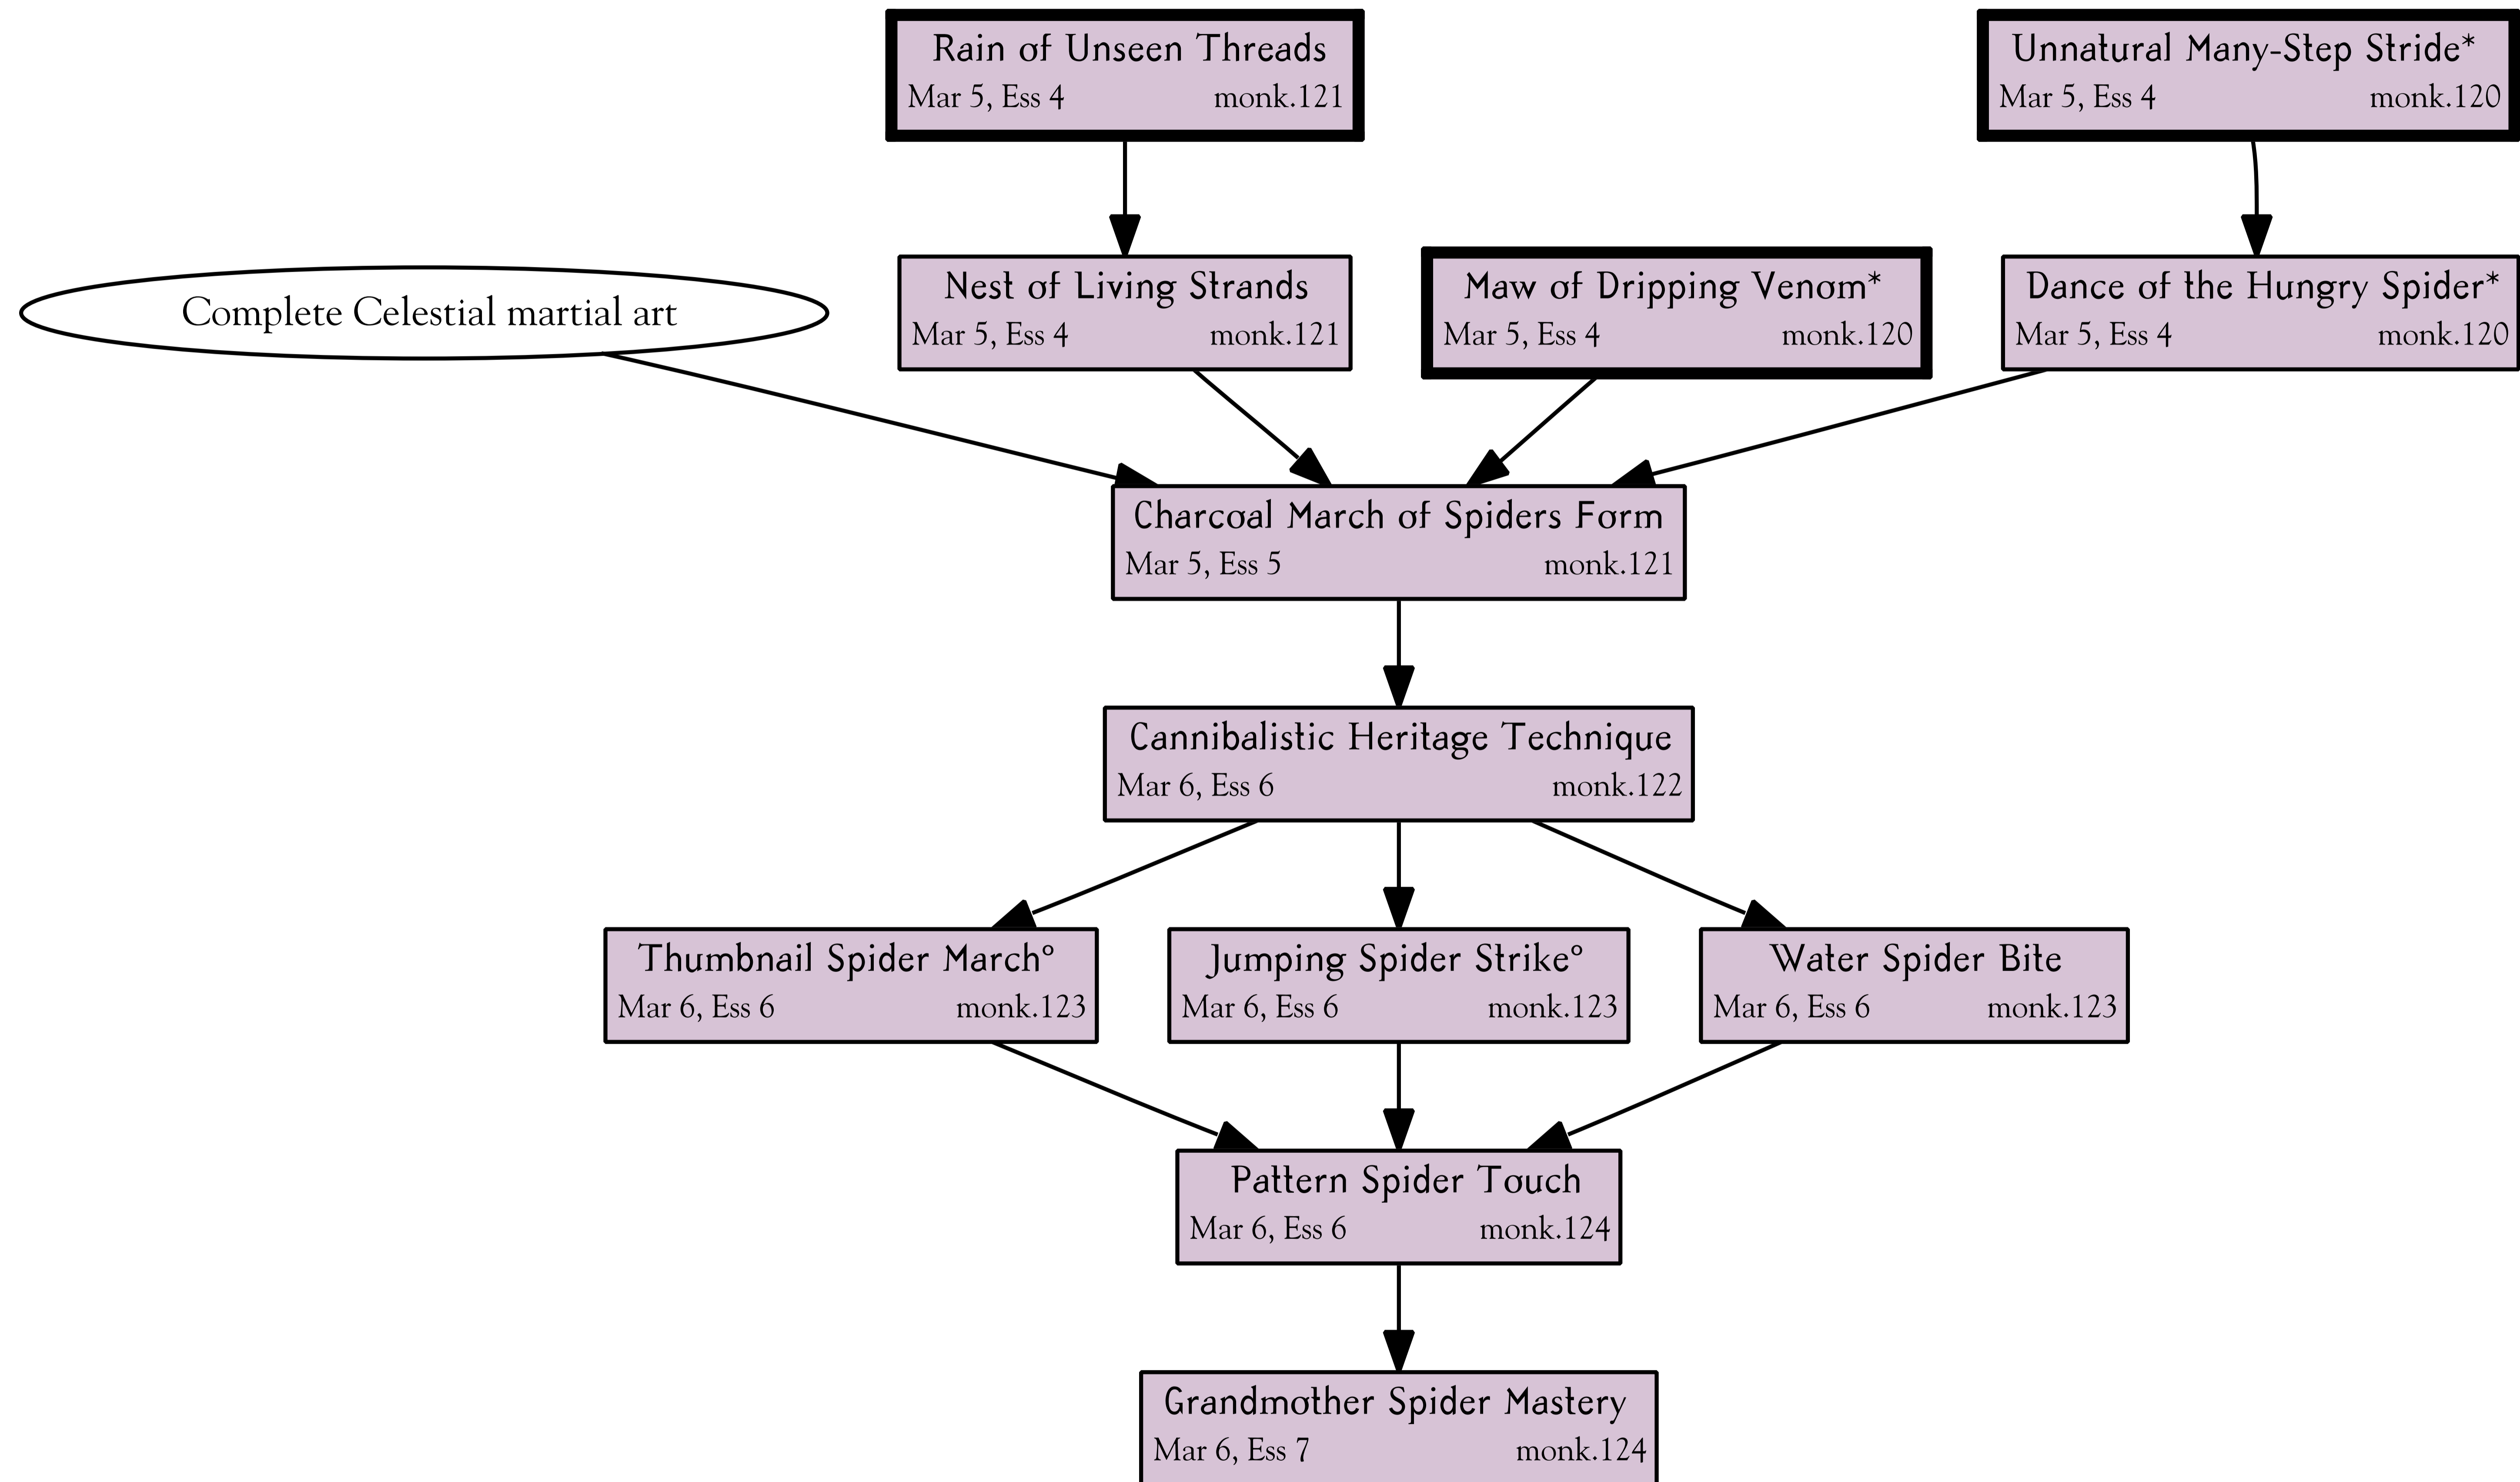 Rain of Unseen Threads
Mar 5, Ess 4 monk.121
Unnatural Many-Step Stride*
Mar 5, Ess 4 monk.120
Complete Celestial martial art
Nest of Living Strands
Mar 5, Ess 4 monk.121
Maw of Dripping Venom*
Mar 5, Ess 4 monk.120
Dance of the Hungry Spider*
Mar 5, Ess 4 monk.120
Charcoal March of Spiders Form
Mar 5, Ess 5 monk.121
Cannibalistic Heritage Technique
Mar 6, Ess 6 monk.122
Thumbnail Spider March°
Mar 6, Ess 6 monk.123
Jumping Spider Strike°
Mar 6, Ess 6 monk.123
Water Spider Bite
Mar 6, Ess 6 monk.123
Pattern Spider Touch
Mar 6, Ess 6 monk.124
Grandmother Spider Mastery
Mar 6, Ess 7 monk.124